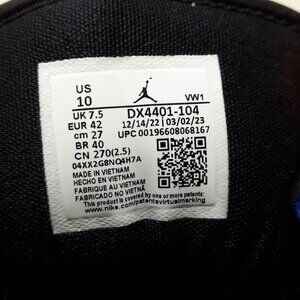 US
10
VW1
UK 7.5
DX4401-104
EUR 42
12/14/22 03/02/23
cm 27
UPC 00196608068167
BR 40
CN 270(2.5)
04XX2G8NQ4H7A
MADE IN VIETNAM
HECHO EN VIETNAM
FABRIQUE AU VIETNAM
FABRICADO NO VIETNÃ
This product is covered by one or more patents.
www.nike.com/patentsvirtualmarking